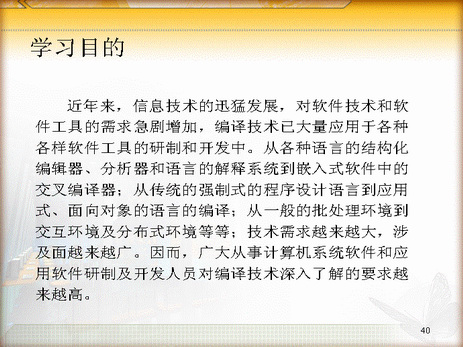 学习目的
近年来，信息技术的迅猛发展，对软件技术和软
件工具的需求急剧增加，编译技术已大量应用于各种
各样软件工具的研制和开发中。从各种语言的结构化
编辑器、分析器和语言的解释系统到嵌入式软件中的
交叉编译器；从传统的强制式的程序设计语言到应用
式、面向对象的语言的编译；从一般的批处理环境到
交互环境及分布式环境等等；技术需求越来越大，涉
及面越来越广。因而，广大从事计算机系统软件和应
用软件研制及开发人员对编译技术深入了解的要求越
来越高。
40